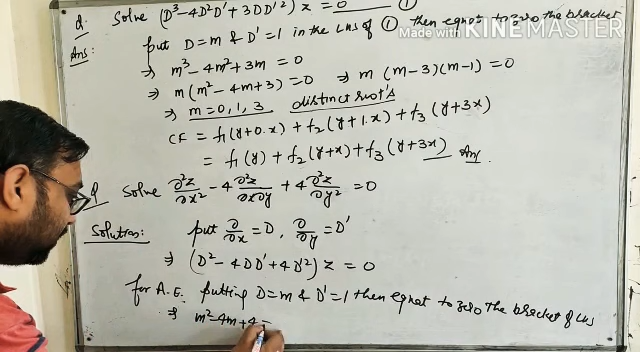 Q. Solve (D³-4D²D'+3DD'²) z = 0 — ①
Made with KINEMASTER
Ans: put D=m & D'=1 in the LHS of ① then equat to zero the bracket
⇒ m³-4m²+3m = 0
⇒ m(m²-4m+3)=0 ⇒ m(m-3)(m-1)=0
⇒ m=0,1,3 distinct root's
CF = f₁(y+0.x) + f₂(y+1.x) + f₃(y+3x)
= f₁(y) + f₂(y+x) + f₃(y+3x) Ans
Q Solve ∂²z/∂x² - 4 ∂²z/∂x∂y + 4 ∂²z/∂y² = 0
Solution: put ∂/∂x = D, ∂/∂y = D'
⇒ (D²-4DD'+4D'²) z = 0
for A.E. putting D=m & D'=1 then equat to zero the bracket of LHS
⇒ m²-4m+4 =